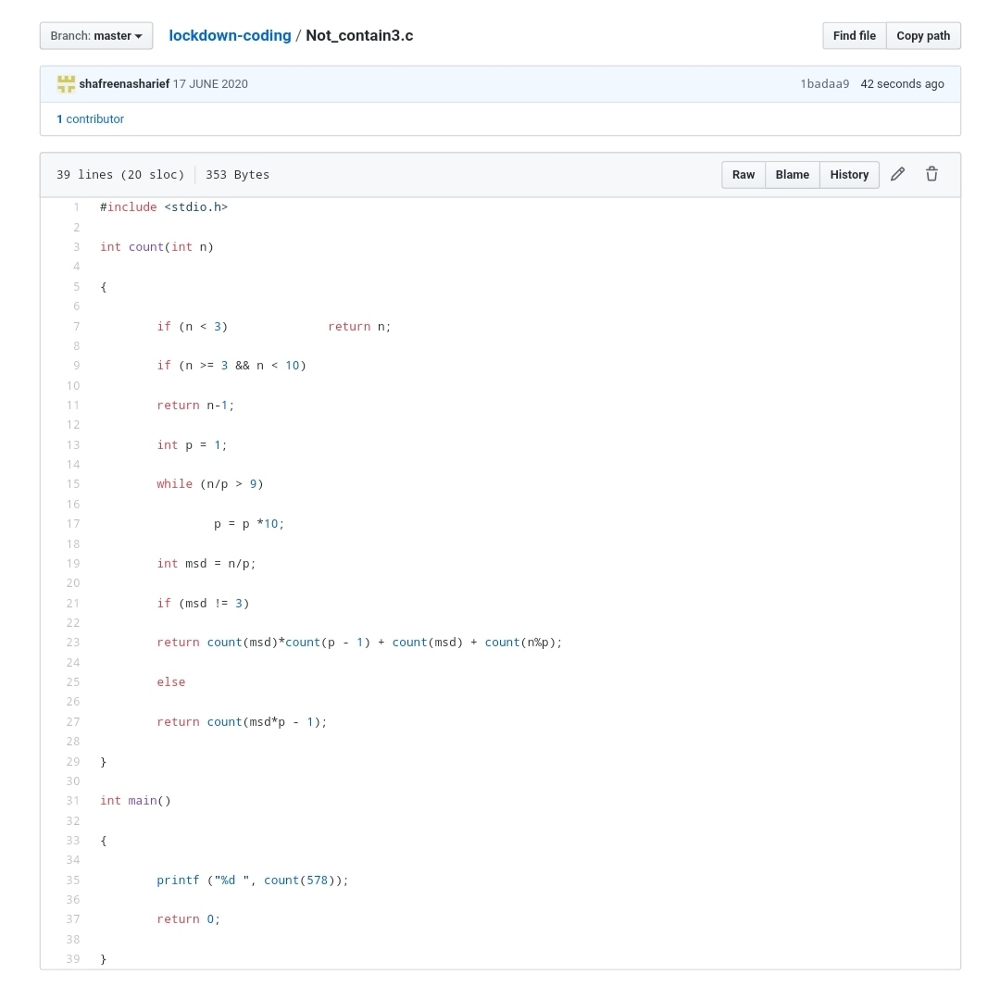 Branch: master lockdown-coding / Not_contain3.c Find file Copy path
shafreenasharief 17 JUNE 2020 1badaa9 42 seconds ago
1 contributor
39 lines (20 sloc) 353 Bytes Raw Blame History
1 #include <stdio.h>
2
3 int count(int n)
4
5 {
6
7 if (n < 3) return n;
8
9 if (n >= 3 && n < 10)
10
11 return n-1;
12
13 int p = 1;
14
15 while (n/p > 9)
16
17 p = p *10;
18
19 int msd = n/p;
20
21 if (msd != 3)
22
23 return count(msd)*count(p - 1) + count(msd) + count(n%p);
24
25 else
26
27 return count(msd*p - 1);
28
29 }
30
31 int main()
32
33 {
34
35 printf ("%d ", count(578));
36
37 return 0;
38
39 }